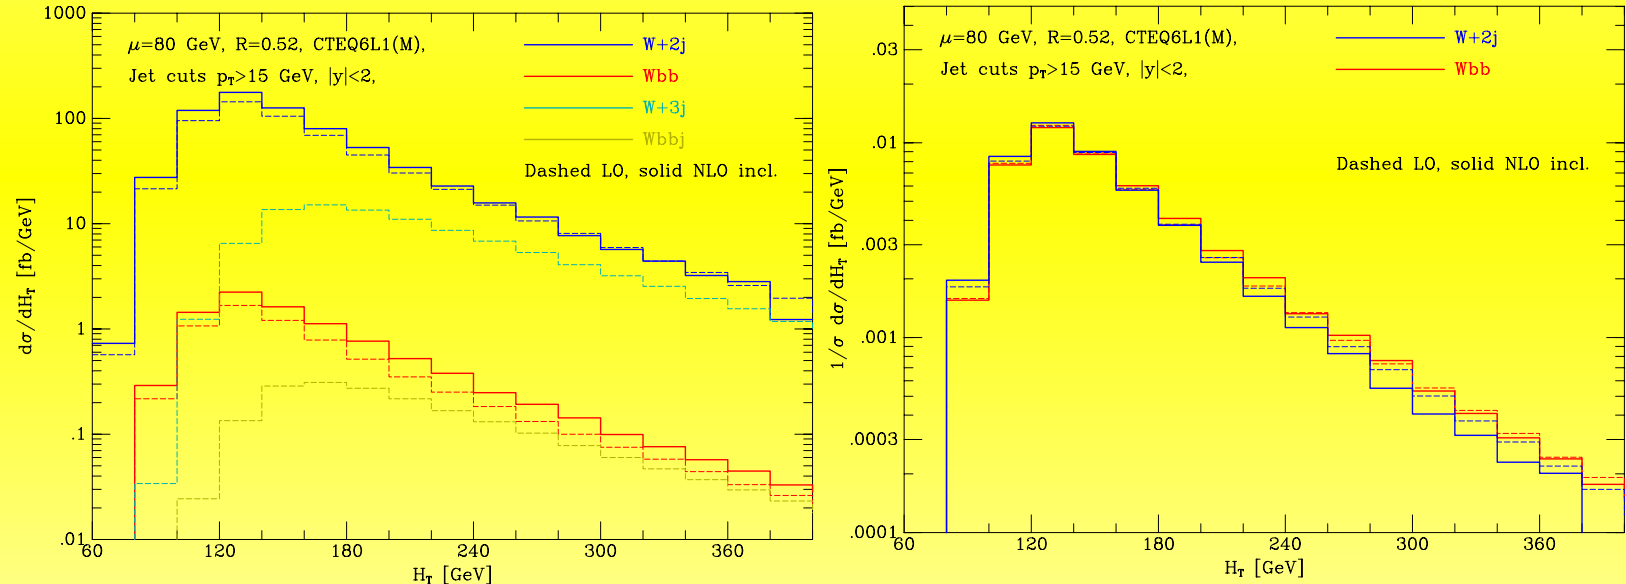 μ=80 GeV, R=0.52, CTEQ6L1(M),
Jet cuts p_T>15 GeV, |y|<2,
W+2j
Wbb
W+3j
Wbbj
Dashed LO, solid NLO incl.
dσ/dH_T [fb/GeV]
1000
100
10
1
.1
.01
60 120 180 240 300 360
H_T [GeV]
μ=80 GeV, R=0.52, CTEQ6L1(M),
Jet cuts p_T>15 GeV, |y|<2,
W+2j
Wbb
Dashed LO, solid NLO incl.
1/σ dσ/dH_T [fb/GeV]
.03
.01
.003
.001
.0003
.0001
60 120 180 240 300 360
H_T [GeV]